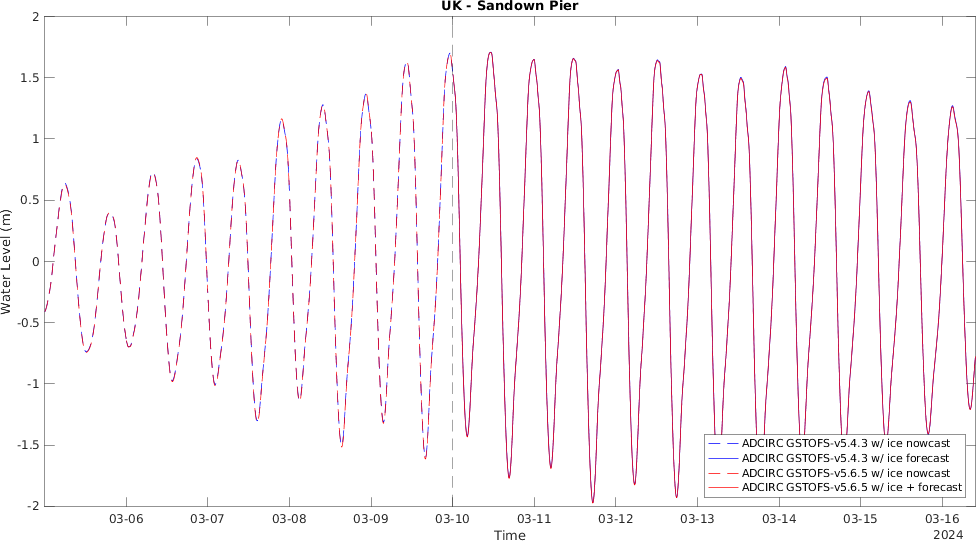 UK - Sandown Pier
2
1.5
1
0.5
0
-0.5
-1
-1.5
-2
Water Level (m)
ADCIRC GSTOFS-v5.4.3 w/ ice nowcast
ADCIRC GSTOFS-v5.4.3 w/ ice forecast
ADCIRC GSTOFS-v5.6.5 w/ ice nowcast
ADCIRC GSTOFS-v5.6.5 w/ ice + forecast
03-06 03-07 03-08 03-09 03-10 03-11 03-12 03-13 03-14 03-15 03-16
Time
2024